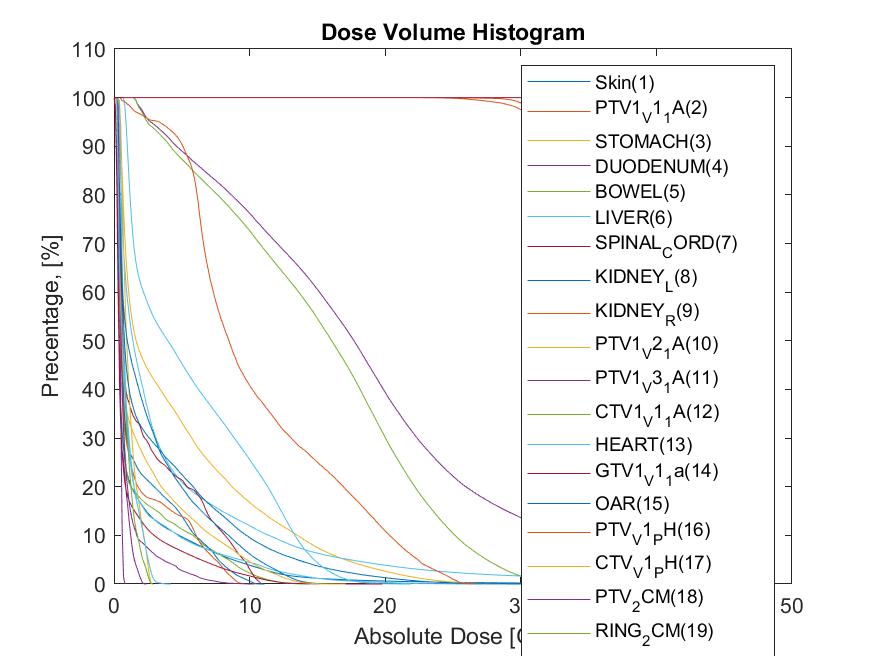 Dose Volume Histogram
110
100
90
80
70
60
50
40
30
20
10
0
Precentage, [%]
0 10 20 3 50
Absolute Dose [
Skin(1)
PTV1V11A(2)
STOMACH(3)
DUODENUM(4)
BOWEL(5)
LIVER(6)
SPINALCORD(7)
KIDNEYL(8)
KIDNEYR(9)
PTV1V21A(10)
PTV1V31A(11)
CTV1V11A(12)
HEART(13)
GTV1V11a(14)
OAR(15)
PTVV1PH(16)
CTVV1PH(17)
PTV2CM(18)
RING2CM(19)